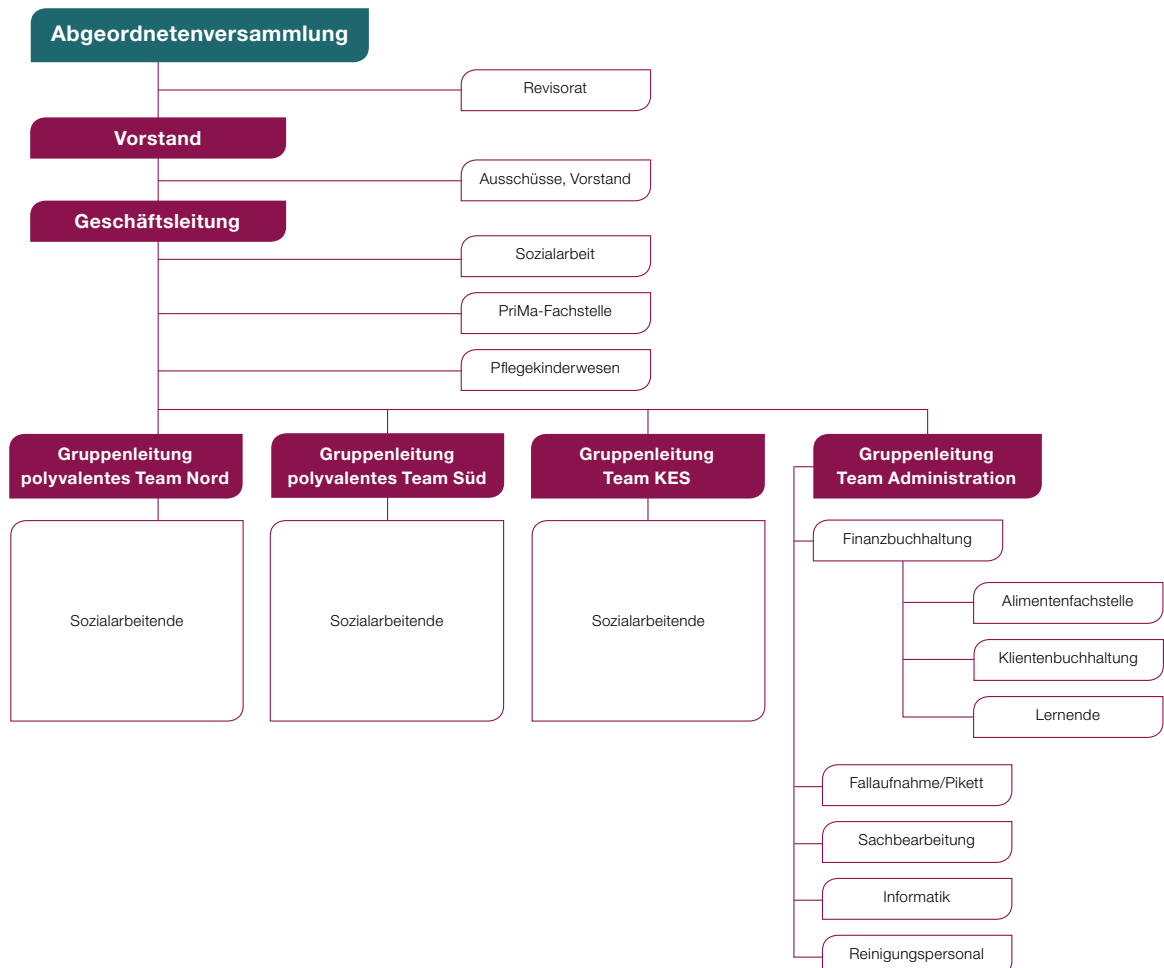 Abgeordnetenversammlung
Revisorat
Vorstand
Ausschüsse, Vorstand
Geschäftsleitung
Sozialarbeit
PriMa-Fachstelle
Pflegekinderwesen
Gruppenleitung
polyvalentes Team Nord
Gruppenleitung
polyvalentes Team Süd
Gruppenleitung
Team KES
Gruppenleitung
Team Administration
Sozialarbeitende
Sozialarbeitende
Sozialarbeitende
Finanzbuchhaltung
Alimentenfachstelle
Klientenbuchhaltung
Lernende
Fallaufnahme/Pikett
Sachbearbeitung
Informatik
Reinigungspersonal